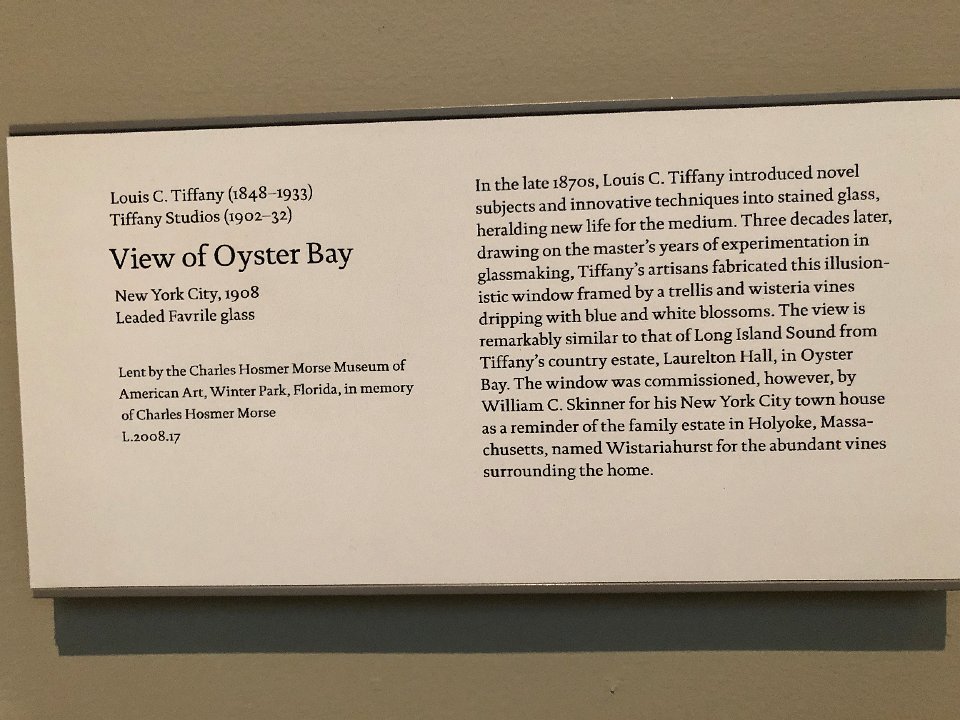 Louis C. Tiffany (1848–1933)
Tiffany Studios (1902–32)
View of Oyster Bay
New York City, 1908
Leaded Favrile glass
Lent by the Charles Hosmer Morse Museum of
American Art, Winter Park, Florida, in memory
of Charles Hosmer Morse
L.2008.17
In the late 1870s, Louis C. Tiffany introduced novel
subjects and innovative techniques into stained glass,
heralding new life for the medium. Three decades later,
drawing on the master's years of experimentation in
glassmaking, Tiffany's artisans fabricated this illusion-
istic window framed by a trellis and wisteria vines
dripping with blue and white blossoms. The view is
remarkably similar to that of Long Island Sound from
Tiffany's country estate, Laurelton Hall, in Oyster
Bay. The window was commissioned, however, by
William C. Skinner for his New York City town house
as a reminder of the family estate in Holyoke, Massa-
chusetts, named Wistariahurst for the abundant vines
surrounding the home.